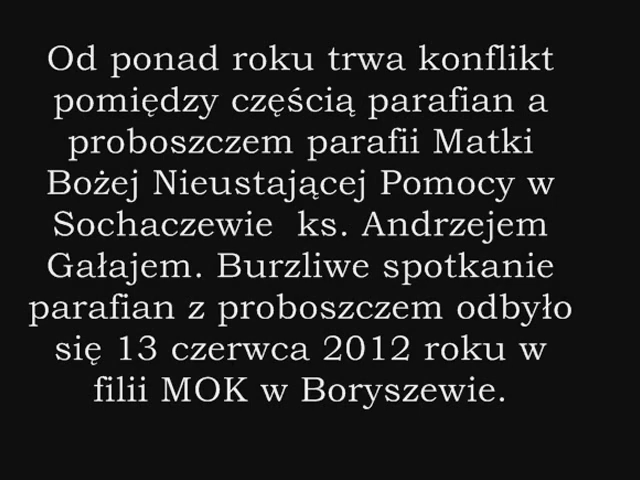 Od ponad roku trwa konflikt
pomiędzy częścią parafian a
proboszczem parafii Matki
Bożej Nieustającej Pomocy w
Sochaczewie  ks. Andrzejem
Gałajem. Burzliwe spotkanie
parafian z proboszczem odbyło
się 13 czerwca 2012 roku w
filii MOK w Boryszewie.